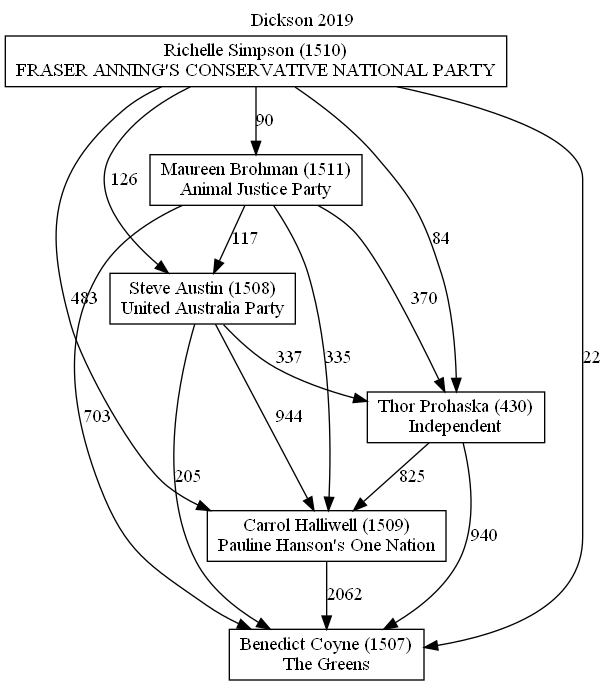 Dickson 2019
Richelle Simpson (1510)
FRASER ANNING'S CONSERVATIVE NATIONAL PARTY
90
Maureen Brohman (1511)
Animal Justice Party
126
117
84
Steve Austin (1508)
United Australia Party
483
370
337
335
22
Thor Prohaska (430)
Independent
703
944
205
825
Carrol Halliwell (1509)
Pauline Hanson's One Nation
940
2062
Benedict Coyne (1507)
The Greens